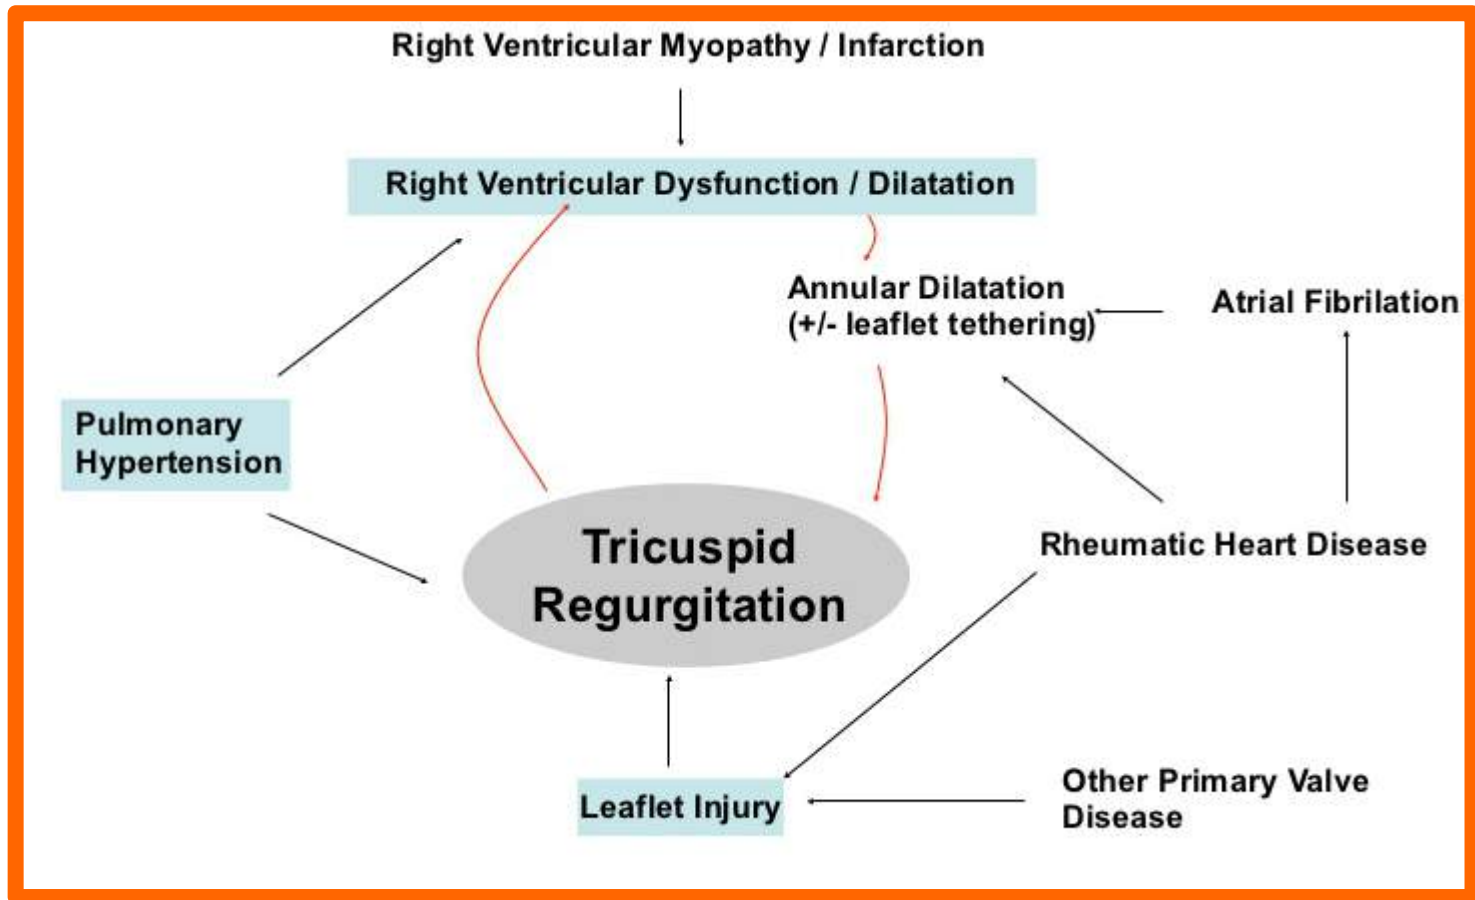 Right Ventricular Myopathy / Infarction
Right Ventricular Dysfunction / Dilatation
Annular Dilatation
(+/- leaflet tethering)
Atrial Fibrilation
Pulmonary
Hypertension
Tricuspid
Regurgitation
Rheumatic Heart Disease
Leaflet Injury
Other Primary Valve
Disease